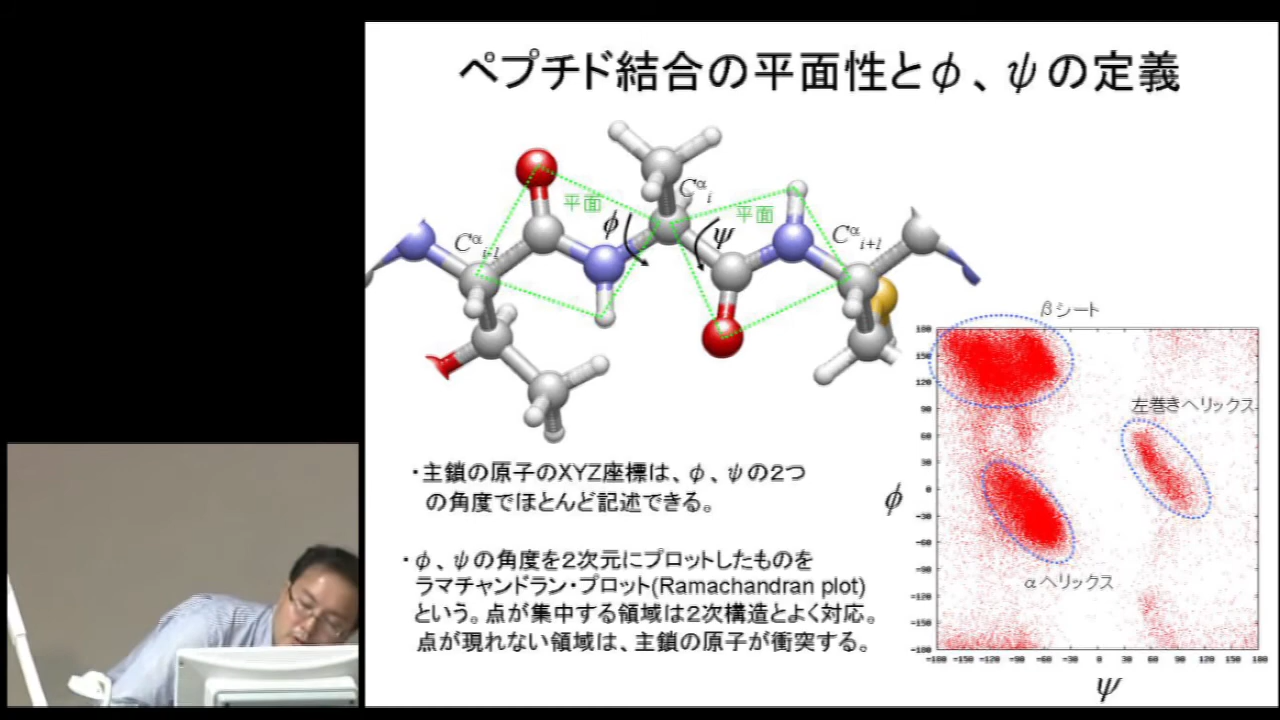 ペプチド結合の平面性とφ、ψの定義
平面
φ
C^α_i
ψ
平面
C^α_{i-1}
C^α_{i+1}
・主鎖の原子のXYZ座標は、φ、ψの2つ
の角度でほとんど記述できる。
・φ、ψの角度を2次元にプロットしたものを
ラマチャンドラン・プロット(Ramachandran plot)
という。点が集中する領域は2次構造とよく対応。
点が現れない領域は、主鎖の原子が衝突する。
βシート
左巻きヘリックス
αヘリックス
φ
180
150
120
90
60
30
0
-30
-60
-90
-120
-150
-180
-180 -150 -120 -90 -60 -30 0 30 60 90 120 150 180
ψ